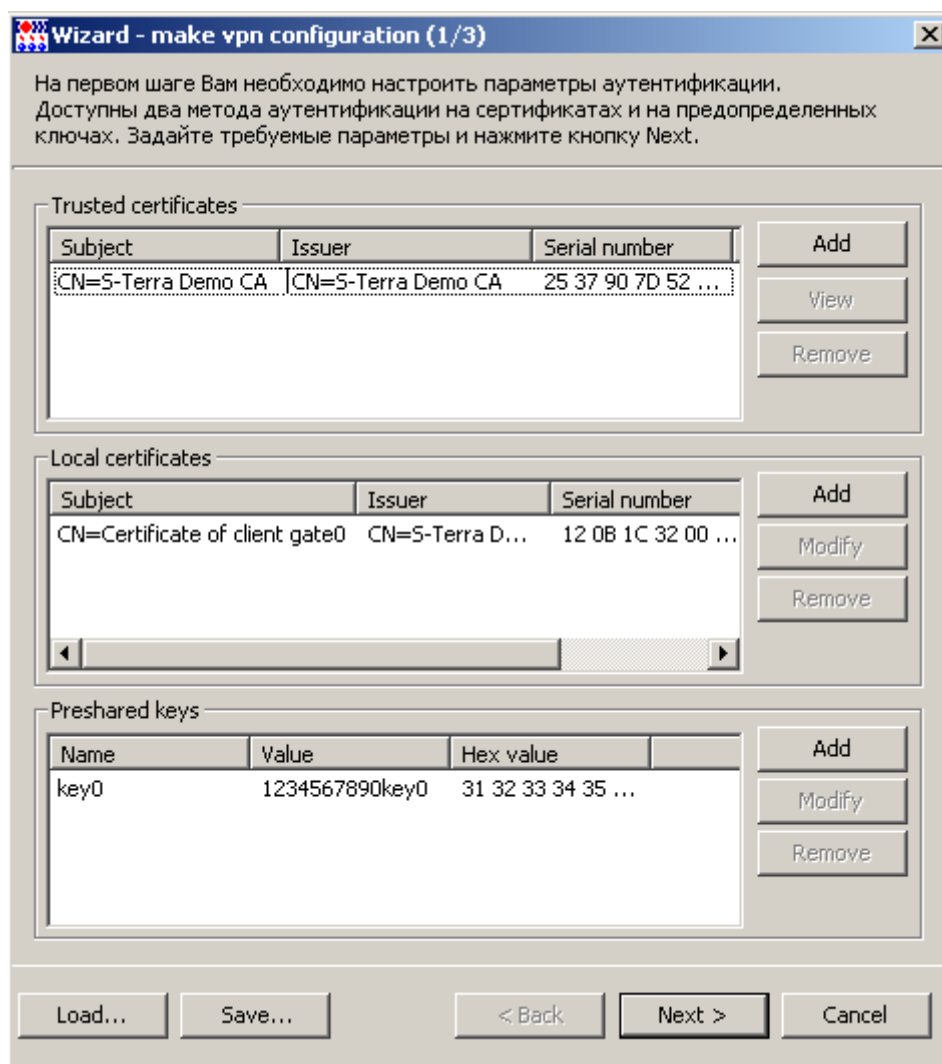 Wizard - make vpn configuration (1/3)
На первом шаге Вам необходимо настроить параметры аутентификации.
Доступны два метода аутентификации на сертификатах и на предопределенных
ключах. Задайте требуемые параметры и нажмите кнопку Next.
Trusted certificates
Subject Issuer Serial number
CN=S-Terra Demo CA CN=S-Terra Demo CA 25 37 90 7D 52 ...
Add
View
Remove
Local certificates
Subject Issuer Serial number
CN=Certificate of client gate0 CN=S-Terra D... 12 0B 1C 32 00 ...
Add
Modify
Remove
Preshared keys
Name Value Hex value
key0 1234567890key0 31 32 33 34 35 ...
Add
Modify
Remove
Load... Save... < Back Next > Cancel